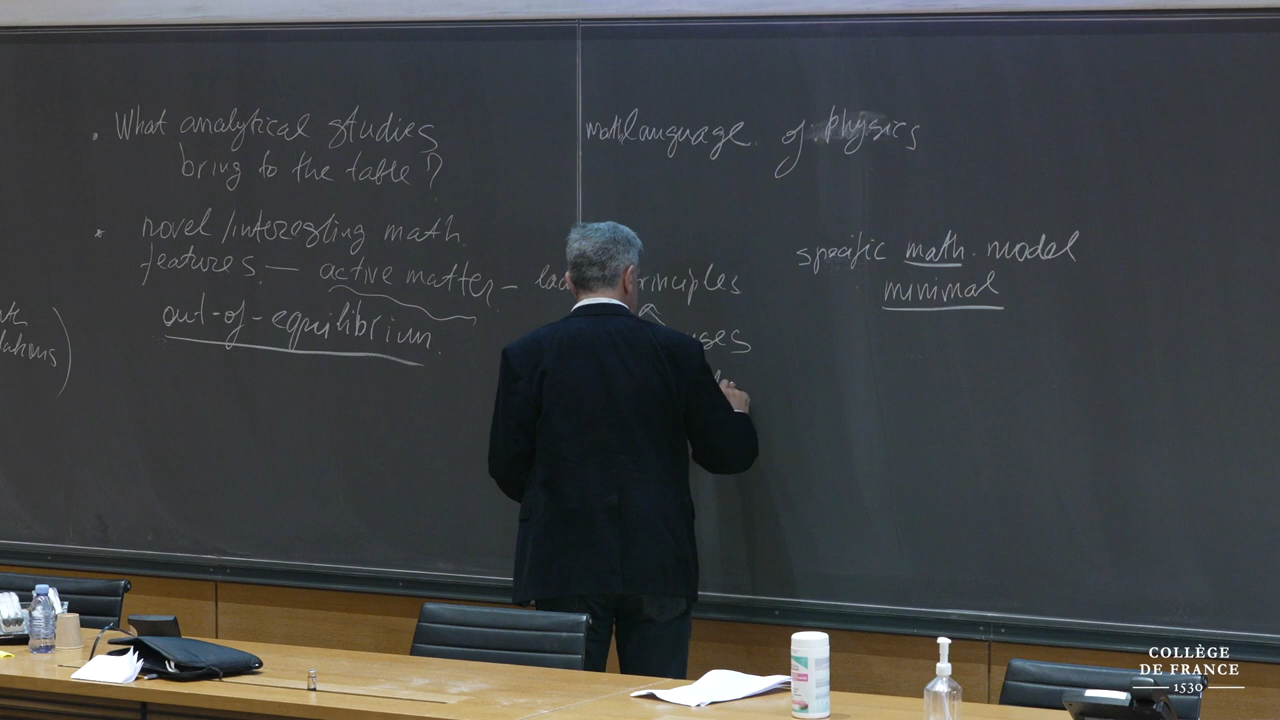 . What analytical studies
bring to the table?
* novel/interesting math
features — active matter — principles
out-of-equilibrium.
math language of physics
specific math. model
minimal
COLLÈGE
DE FRANCE
1530